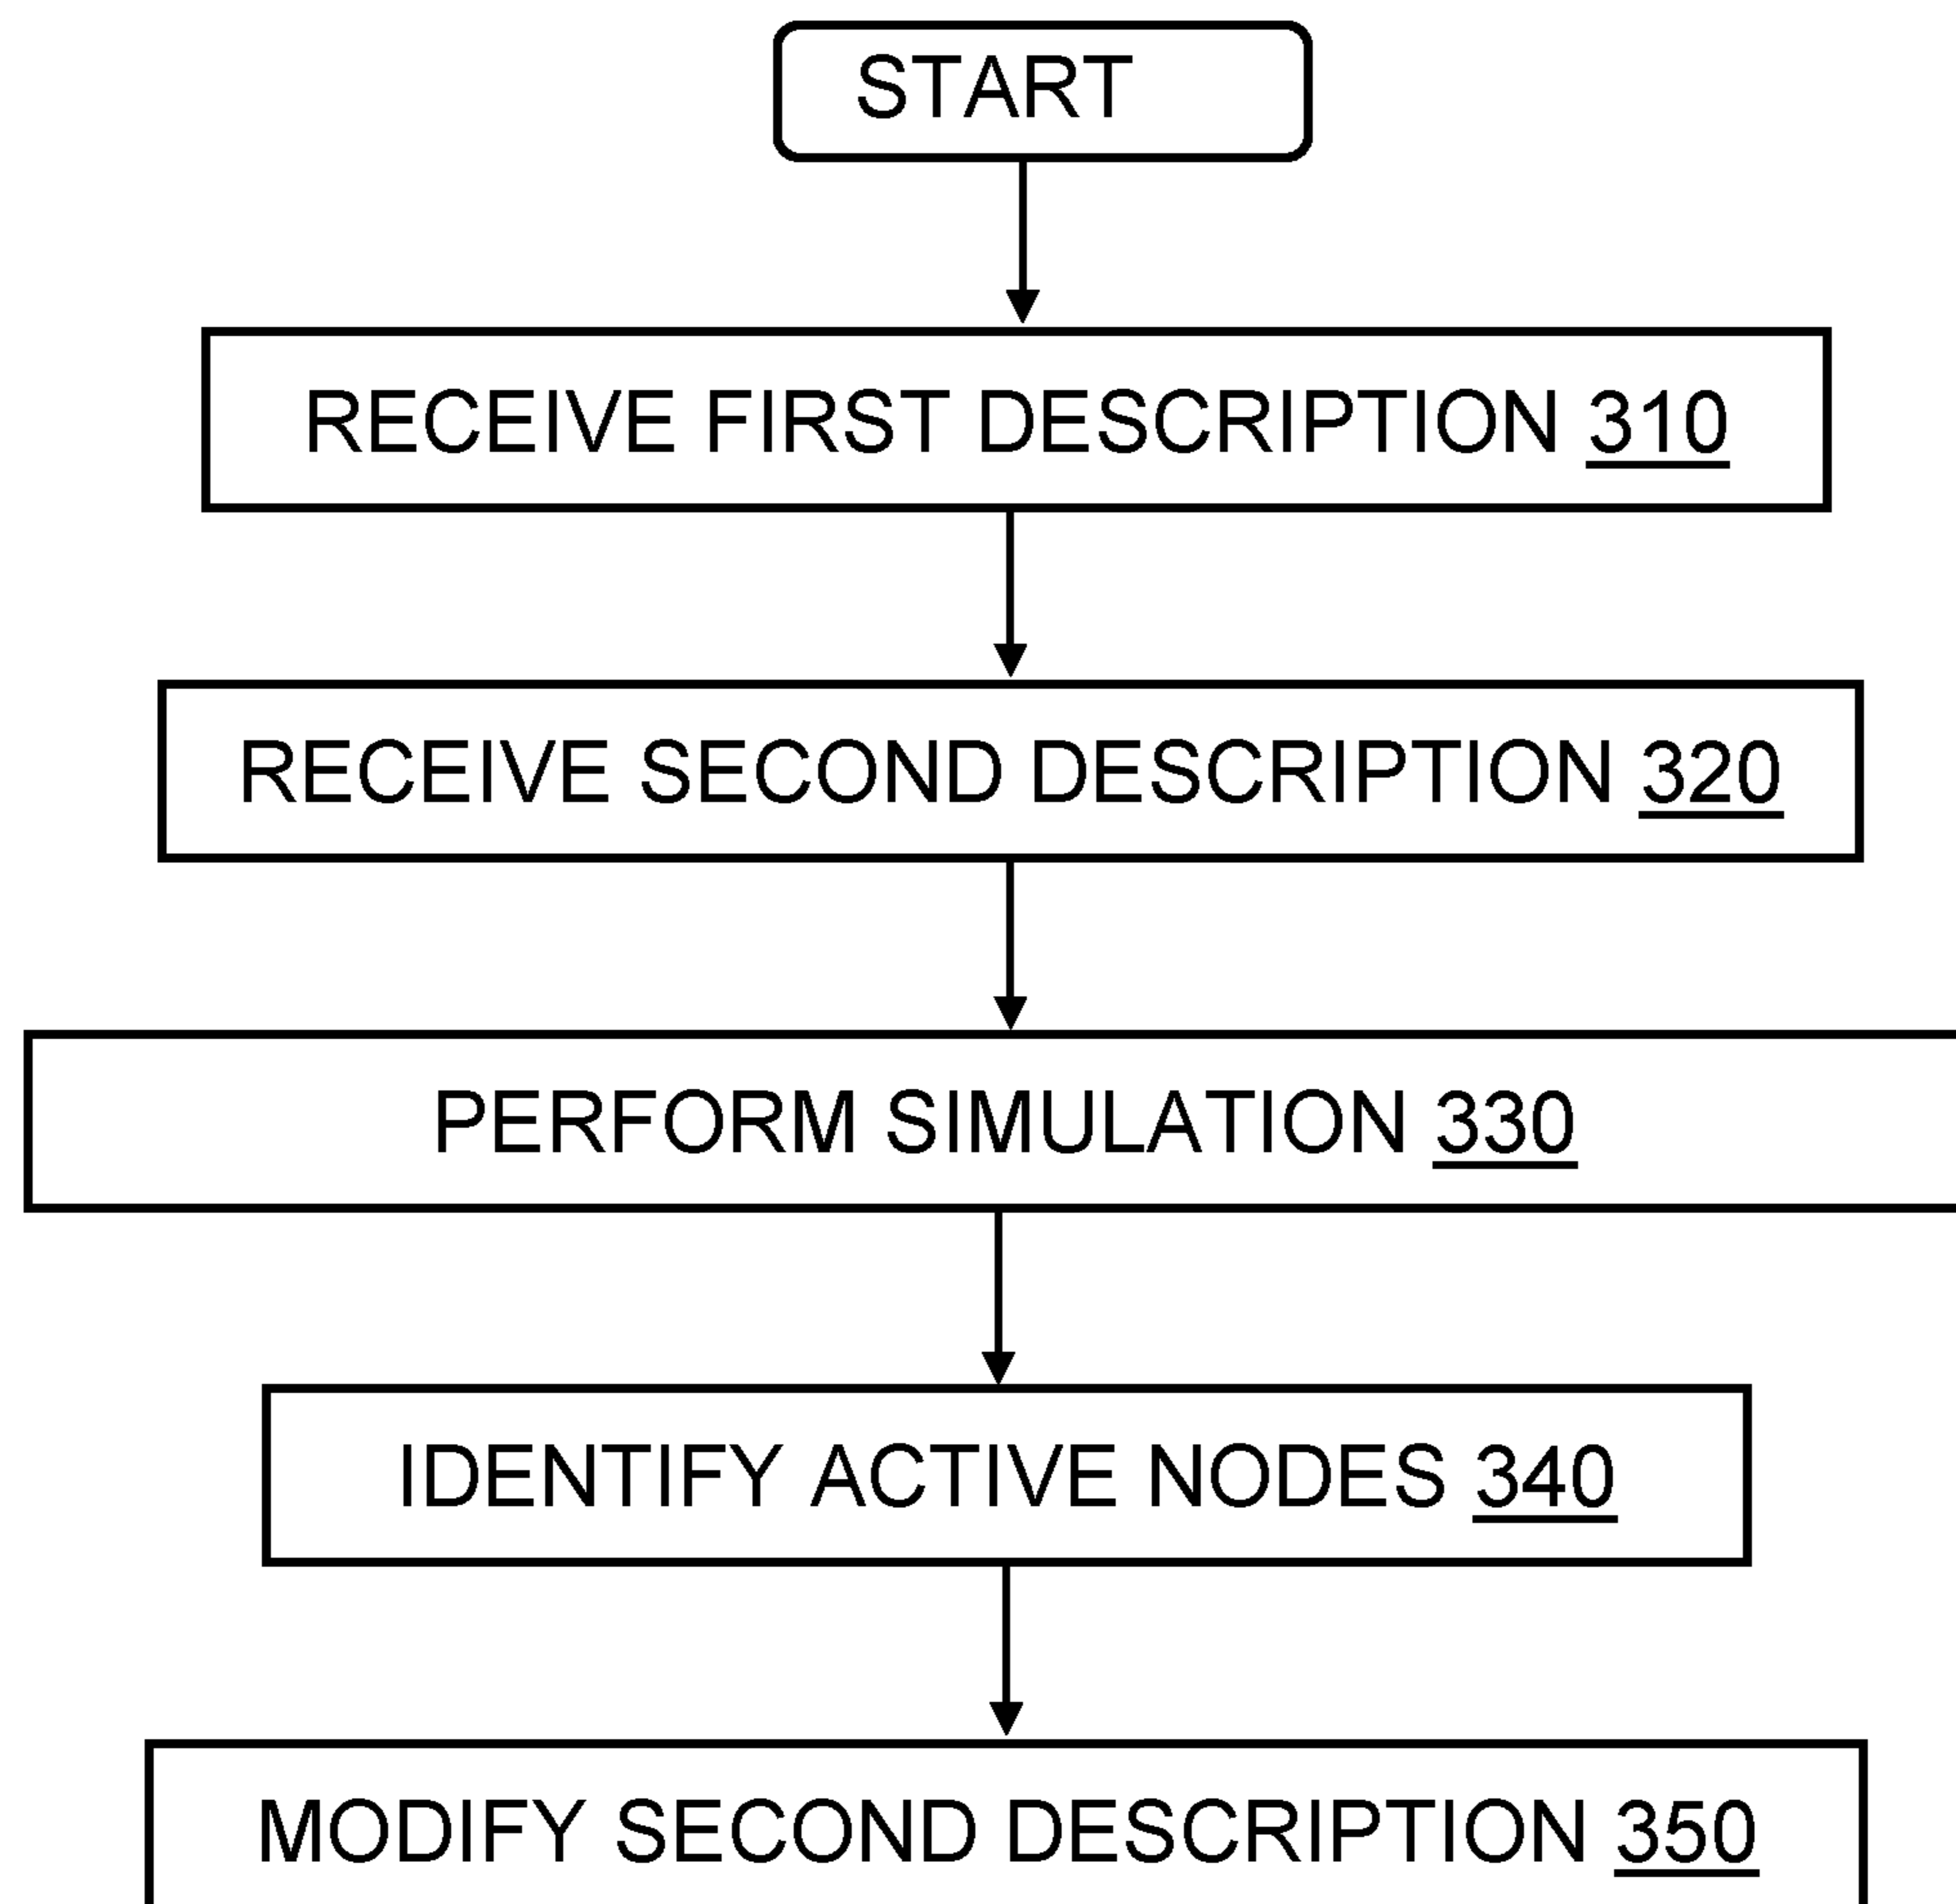 START
RECEIVE FIRST DESCRIPTION 310
RECEIVE SECOND DESCRIPTION 320
PERFORM SIMULATION 330
IDENTIFY ACTIVE NODES 340
MODIFY SECOND DESCRIPTION 350